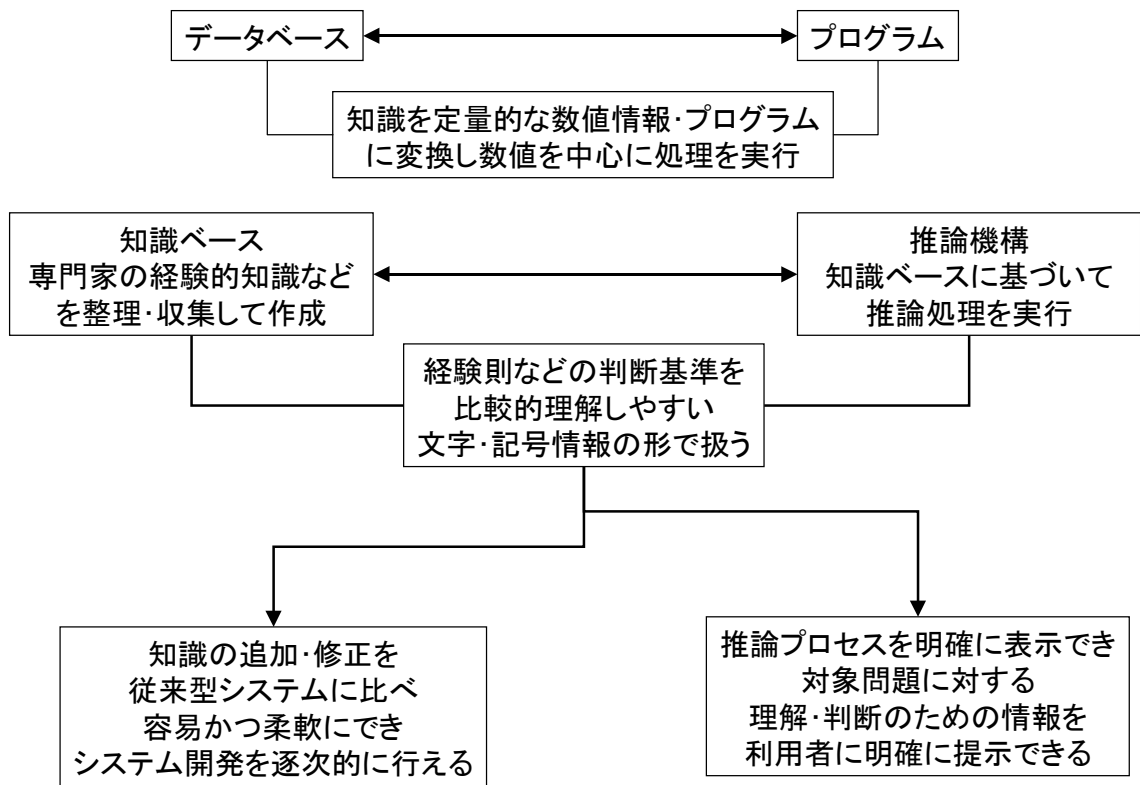 データベース
プログラム
知識を定量的な数値情報・プログラム
に変換し数値を中心に処理を実行
知識ベース
専門家の経験的知識など
を整理・収集して作成
推論機構
知識ベースに基づいて
推論処理を実行
経験則などの判断基準を
比較的理解しやすい
文字・記号情報の形で扱う
知識の追加・修正を
従来型システムに比べ
容易かつ柔軟にでき
システム開発を逐次的に行える
推論プロセスを明確に表示でき
対象問題に対する
理解・判断のための情報を
利用者に明確に提示できる